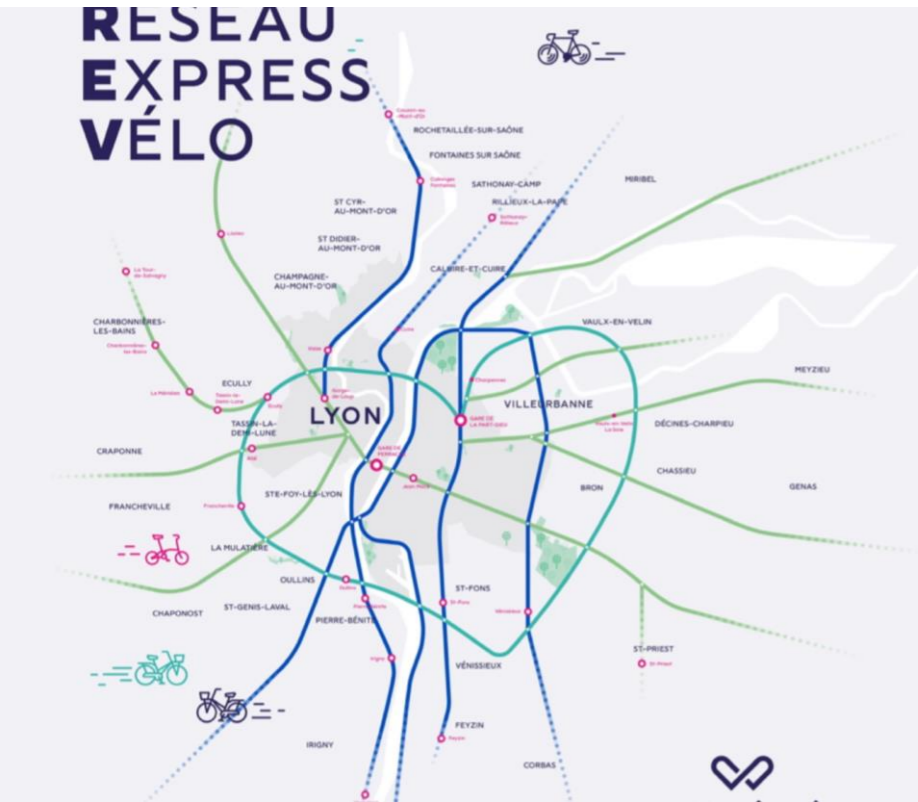 RÉSEAU
EXPRESS
VÉLO
ROCHETAILLÉE-SUR-SAÔNE
FONTAINES SUR SAÔNE
SATHONAY-CAMP
RILLIEUX-LA-PAPE
MIRIBEL
ST CYR-
AU-MONT-D'OR
ST DIDIER-
AU-MONT-D'OR
CHAMPAGNE-
AU-MONT-D'OR
CALUIRE-ET-CUIRE
CHARBONNIÈRES-
LES-BAINS
VAULX-EN-VELIN
MEYZIEU
ECULLY
LYON
VILLEURBANNE
DÉCINES-CHARPIEU
TASSIN-LA-
DEMI-LUNE
GARE DE
LA PART-DIEU
CRAPONNE
CHASSIEU
GENAS
BRON
STE-FOY-LÈS-LYON
FRANCHEVILLE
LA MULATIÈRE
OULLINS
ST-GENIS-LAVAL
CHAPONOST
PIERRE-BÉNITE
ST-FONS
St-Fons
ST-PRIEST
St-Priest
VÉNISSIEUX
FEYZIN
IRIGNY
CORBAS